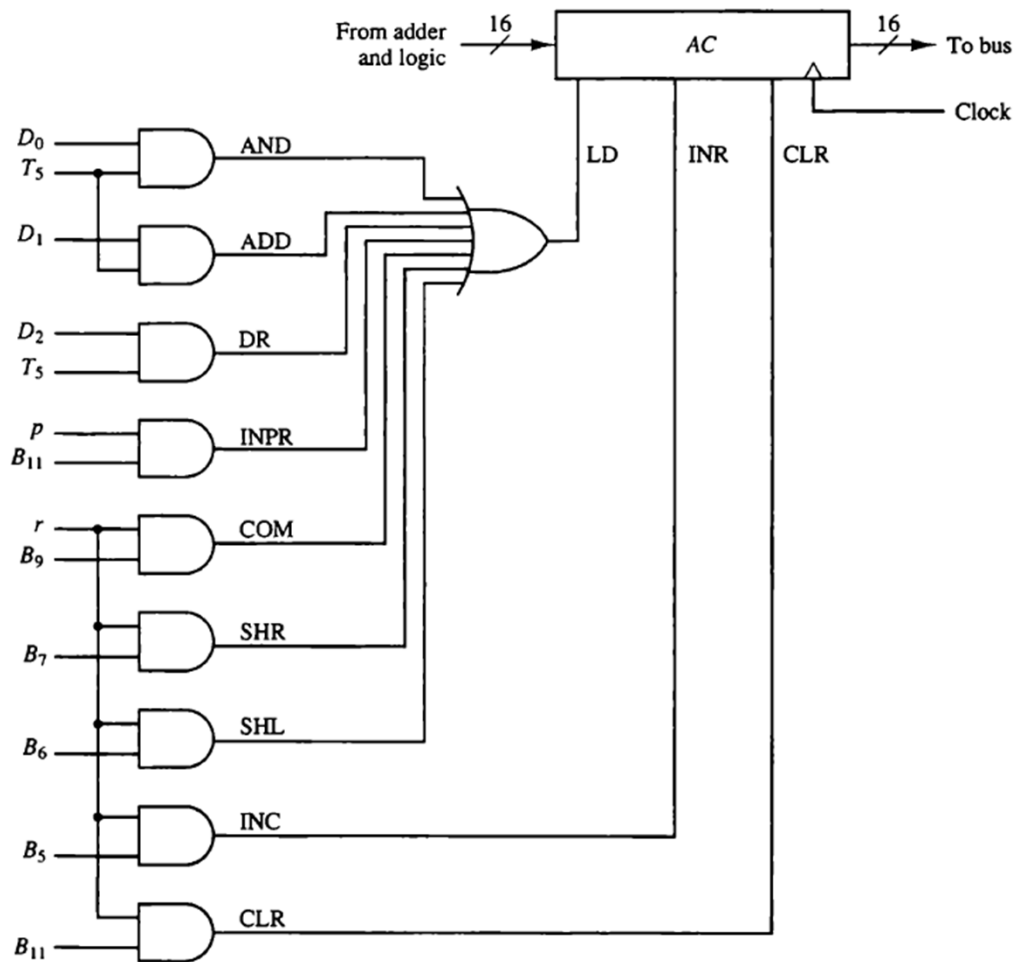 From adder
and logic
16
AC
16
To bus
Clock
LD
INR
CLR
D₀
T₅
AND
D₁
ADD
D₂
T₅
DR
p
B₁₁
INPR
r
B₉
COM
B₇
SHR
B₆
SHL
B₅
INC
B₁₁
CLR